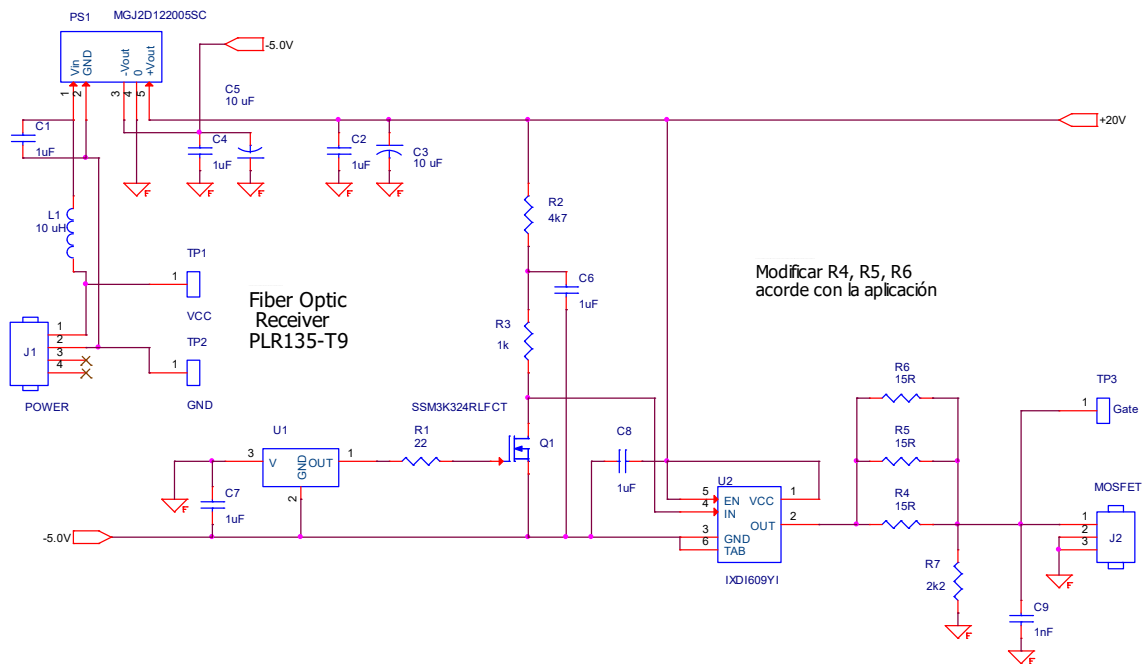 PS1 MGJ2D122005SC
Vin
GND
-Vout
0
+Vout
1
2
3
4
5
-5.0V
C5
10 uF
C1
1uF
C4
1uF
C2
1uF
C3
10 uF
+20V
F
F
F
F
F
L1
10 uH
R2
4k7
TP1
1
VCC
Fiber Optic
Receiver
PLR135-T9
C6
1uF
Modificar R4, R5, R6
acorde con la aplicación
R3
1k
J1
1
2
3
4
POWER
TP2
1
GND
SSM3K324RLFCT
R1
22
Q1
U1
3 V GND OUT 1
2
C7
1uF
F
-5.0V
C8
1uF
U2
5 EN VCC 1
4 IN
OUT 2
3 GND
6 TAB
IXDI609YI
R6
15R
R5
15R
R4
15R
TP3
1 Gate
MOSFET
1
2
3
J2
F
R7
2k2
F
C9
1nF
F